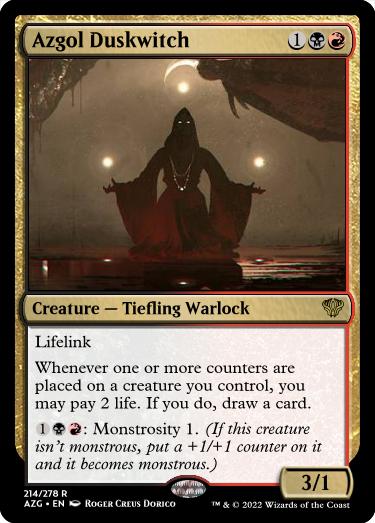 Azgol Duskwitch 1
Creature — Tiefling Warlock
Lifelink
Whenever one or more counters are
placed on a creature you control, you
may pay 2 life. If you do, draw a card.
1 : Monstrosity 1. (If this creature
isn't monstrous, put a +1/+1 counter on it
and it becomes monstrous.)
3/1
214/278 R
AZG • EN Roger Creus Dorico ™ & © 2022 Wizards of the Coast